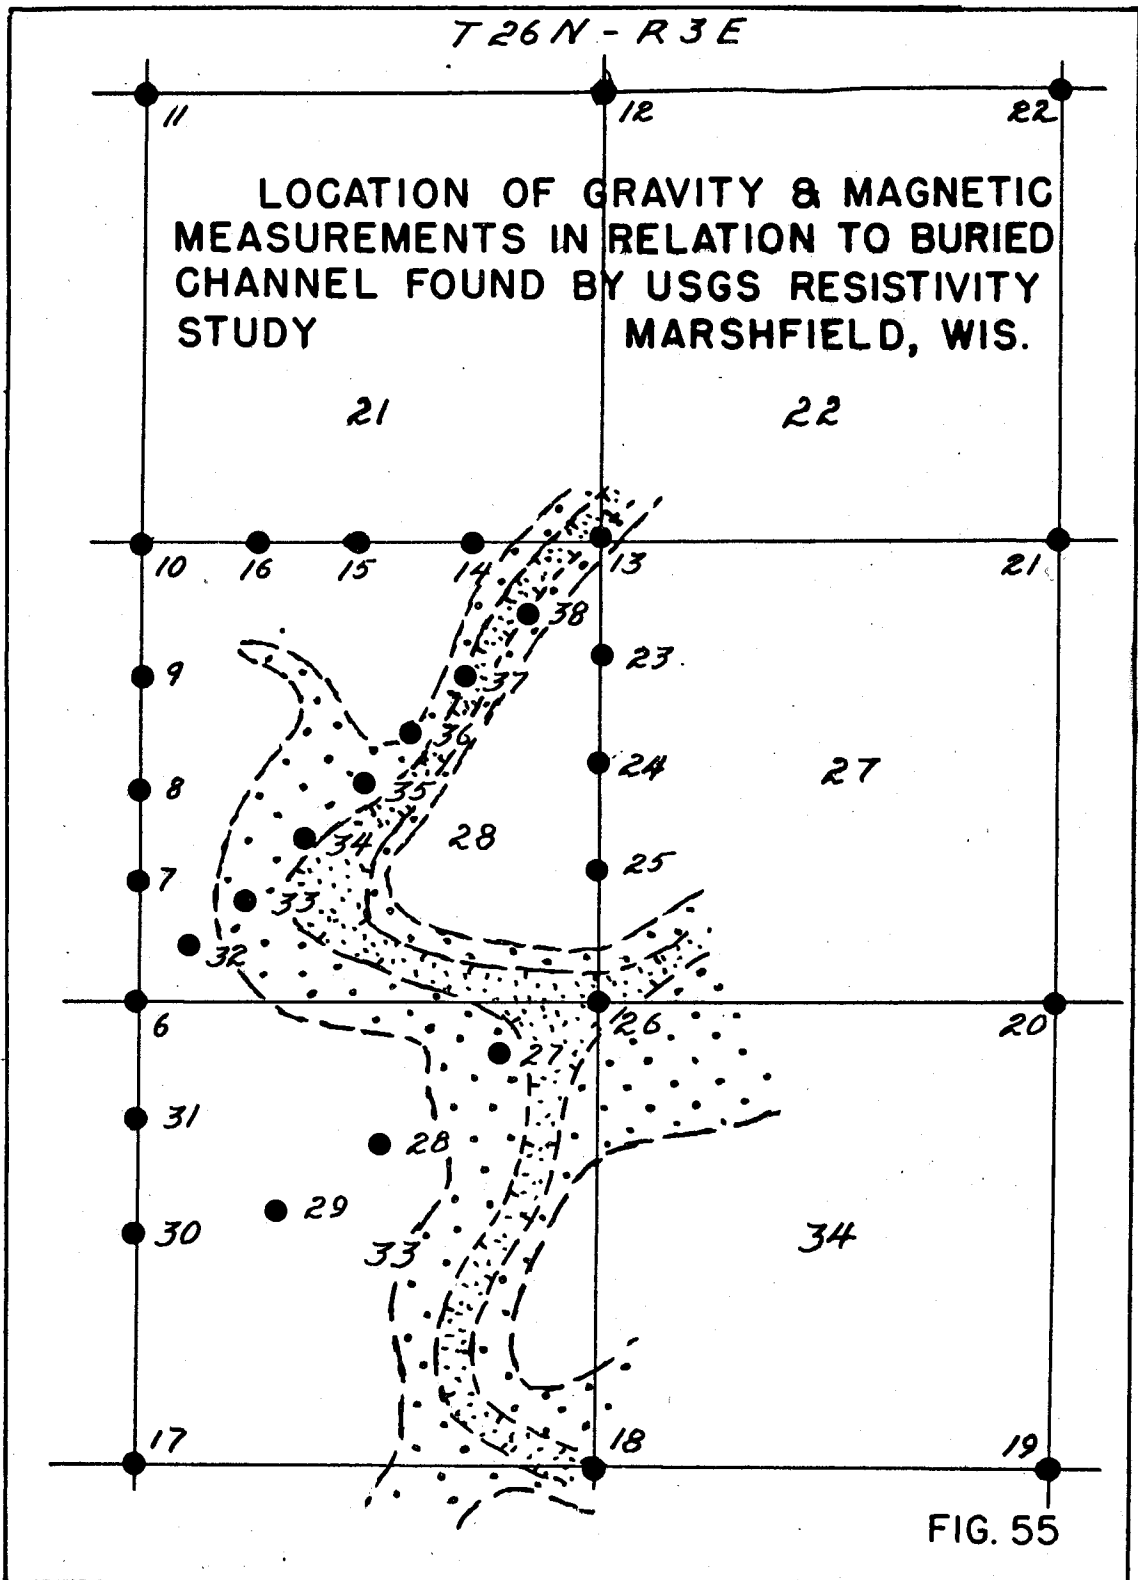 T26N - R3E
11 12 22
LOCATION OF GRAVITY & MAGNETIC
MEASUREMENTS IN RELATION TO BURIED
CHANNEL FOUND BY USGS RESISTIVITY
STUDY MARSHFIELD, WIS.
21 22
10 16 15 14 13 21
38
23
9 37
36
24 27
8 35
34 28
25
7 33
32
6 26 20
27
31 28
29
30 33 34
17 18 19
FIG. 55